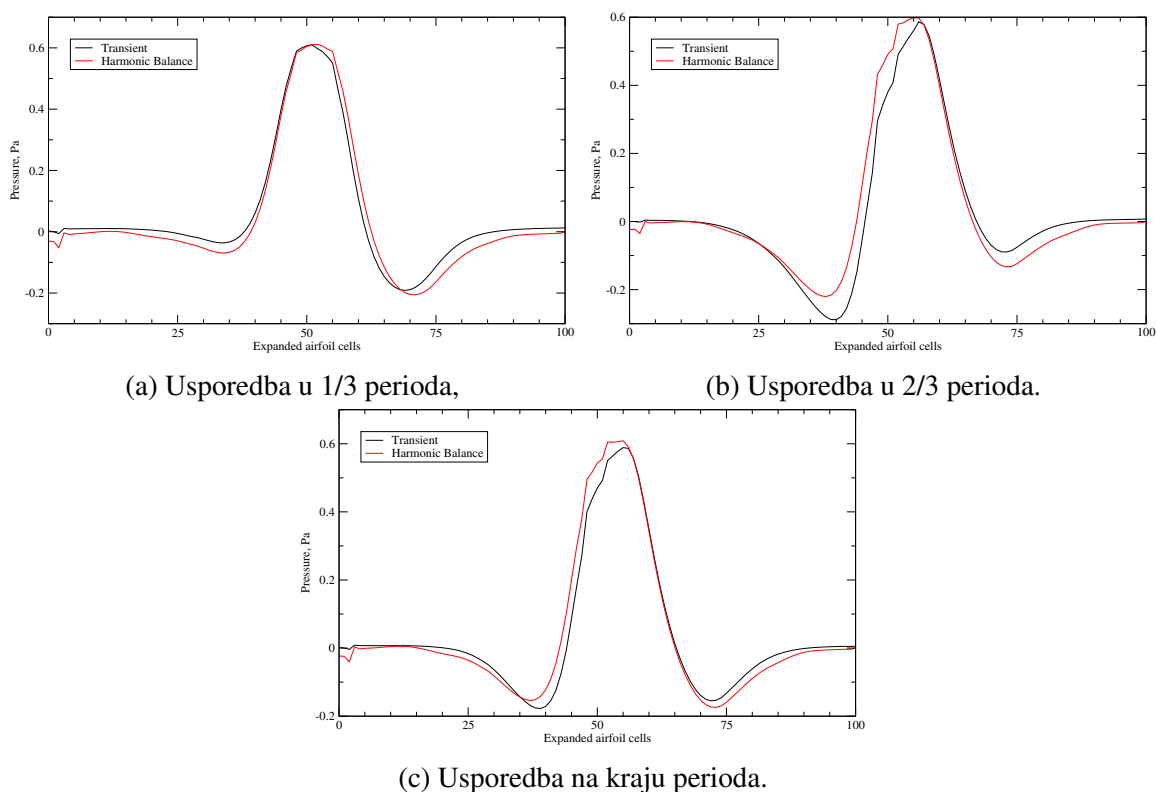 0.6
0.4
0.2
0
-0.2
Pressure, Pa
Transient
Harmonic Balance
0
25
50
75
100
Expanded airfoil cells
(a) Usporedba u 1/3 perioda,
0.6
0.4
0.2
0
-0.2
Pressure, Pa
Transient
Harmonic Balance
0
25
50
75
100
Expanded airfoil cells
(b) Usporedba u 2/3 perioda.
0.6
0.4
0.2
0
-0.2
Pressure, Pa
Transient
Harmonic Balance
0
25
50
75
100
Expanded airfoil cells
(c) Usporedba na kraju perioda.